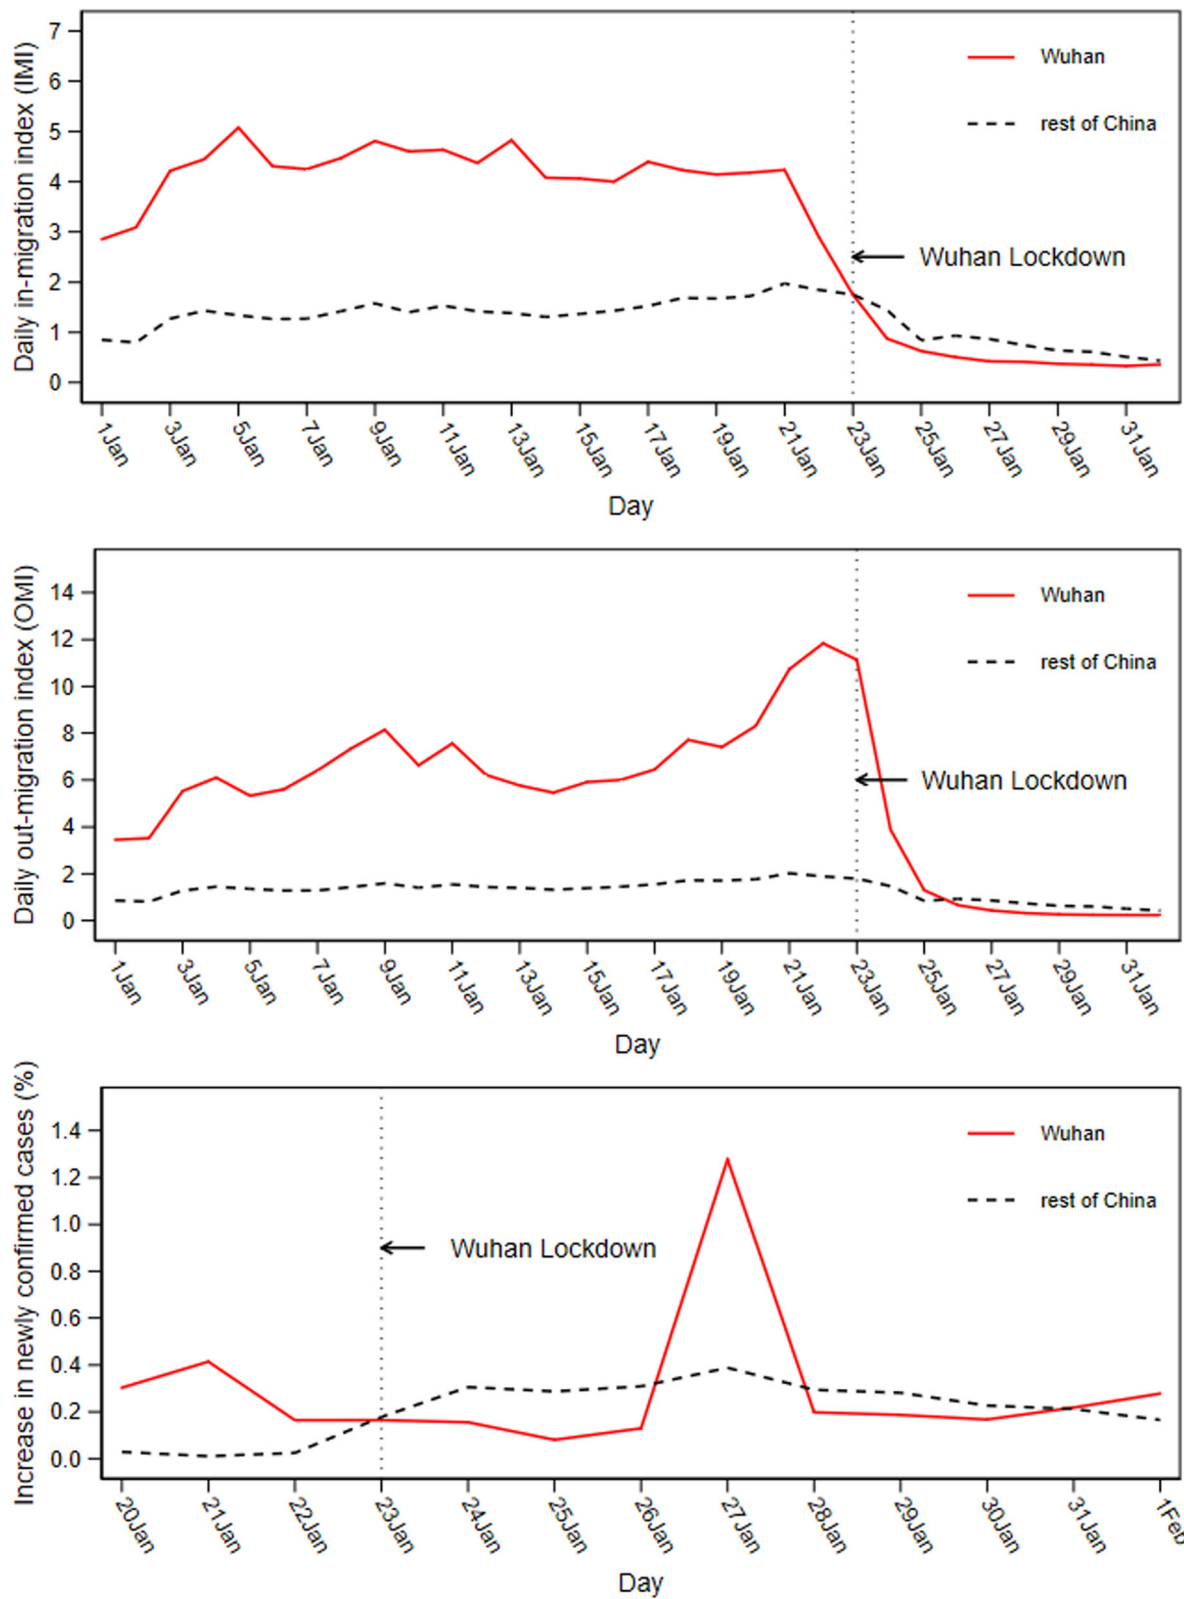 Daily in-migration index (IMI)
7
6
5
4
3
2
1
0
Wuhan
rest of China
Wuhan Lockdown
1Jan
3Jan
5Jan
7Jan
9Jan
11Jan
13Jan
15Jan
17Jan
19Jan
21Jan
23Jan
25Jan
27Jan
29Jan
31Jan
Day
Daily out-migration index (OMI)
14
12
10
8
6
4
2
0
Wuhan
rest of China
Wuhan Lockdown
1Jan
3Jan
5Jan
7Jan
9Jan
11Jan
13Jan
15Jan
17Jan
19Jan
21Jan
23Jan
25Jan
27Jan
29Jan
31Jan
Day
Increase in newly confirmed cases (%)
1.4
1.2
1.0
0.8
0.6
0.4
0.2
0.0
Wuhan
rest of China
Wuhan Lockdown
20Jan
21Jan
22Jan
23Jan
24Jan
25Jan
26Jan
27Jan
28Jan
29Jan
30Jan
31Jan
1Feb
Day